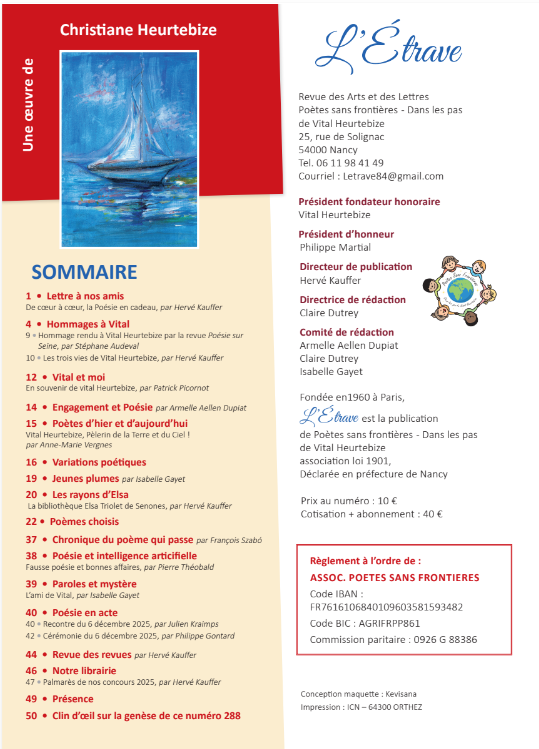 Christiane Heurtebize
Une œuvre de
SOMMAIRE
1 • Lettre à nos amis
De cœur à cœur, la Poésie en cadeau, par Hervé Kauffer
4 • Hommages à Vital
9 • Hommage rendu à Vital Heurtebize par la revue Poésie sur
Seine, par Stéphane Audeval
10 • Les trois vies de Vital Heurtebize, par Hervé Kauffer
12 • Vital et moi
En souvenir de vital Heurtebize, par Patrick Picornot
14 • Engagement et Poésie par Armelle Aellen Dupiat
15 • Poètes d'hier et d'aujourd'hui
Vital Heurtebize, Pèlerin de la Terre et du Ciel !
par Anne-Marie Vergnes
16 • Variations poétiques
19 • Jeunes plumes par Isabelle Gayet
20 • Les rayons d'Elsa
La bibliothèque Elsa Triolet de Senones, par Hervé Kauffer
22 • Poèmes choisis
37 • Chronique du poème qui passe par François Szabó
38 • Poésie et intelligence articifielle
Fausse poésie et bonnes affaires, par Pierre Théobald
39 • Paroles et mystère
L'ami de Vital, par Isabelle Gayet
40 • Poésie en acte
40 • Recontre du 6 décembre 2025, par Julien Kraimps
42 • Cérémonie du 6 décembre 2025, par Philippe Gontard
44 • Revue des revues par Hervé Kauffer
46 • Notre librairie
47 • Palmarès de nos concours 2025, par Hervé Kauffer
49 • Présence
50 • Clin d'œil sur la genèse de ce numéro 288
L'Étrave
Revue des Arts et des Lettres
Poètes sans frontières - Dans les pas
de Vital Heurtebize
25, rue de Solignac
54000 Nancy
Tel. 06 11 98 41 49
Courriel : Letrave84@gmail.com
Président fondateur honoraire
Vital Heurtebize
Président d'honneur
Philippe Martial
Directeur de publication
Hervé Kauffer
Directrice de rédaction
Claire Dutrey
Comité de rédaction
Armelle Aellen Dupiat
Claire Dutrey
Isabelle Gayet
Fondée en1960 à Paris,
L'Étrave est la publication
de Poètes sans frontières - Dans les pas
de Vital Heurtebize
association loi 1901,
Déclarée en préfecture de Nancy
Prix au numéro : 10 €
Cotisation + abonnement : 40 €
Règlement à l'ordre de :
ASSOC. POETES SANS FRONTIERES
Code IBAN :
FR7616106840109603581593482
Code BIC : AGRIFRPP861
Commission paritaire : 0926 G 88386
Conception maquette : Kevisana
Impression : ICN – 64300 ORTHEZ